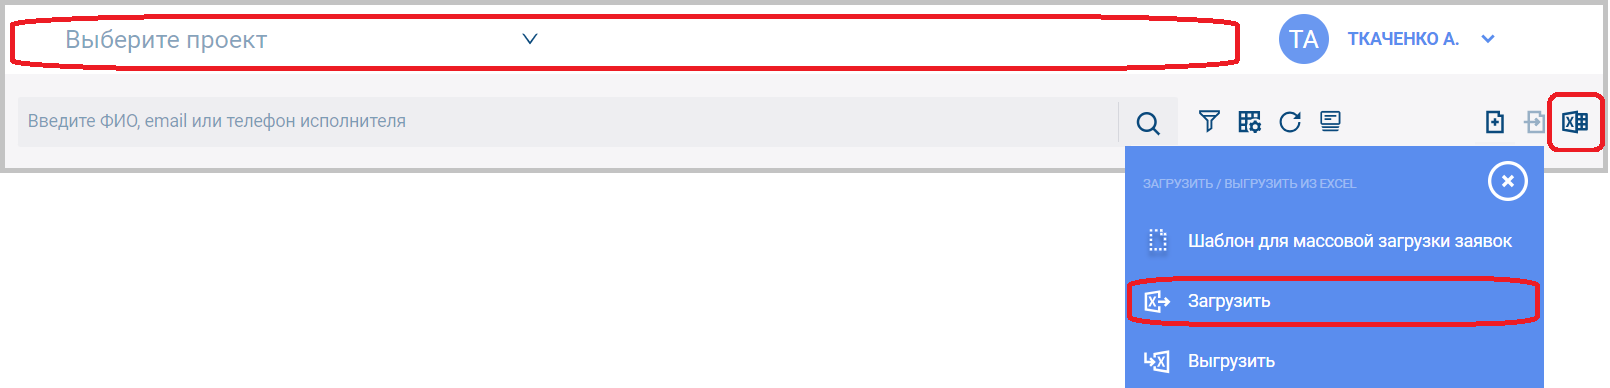 Выберите проект
ТА
ТКАЧЕНКО А.
Введите ФИО, email или телефон исполнителя
ЗАГРУЗИТЬ / ВЫГРУЗИТЬ ИЗ EXCEL
Шаблон для массовой загрузки заявок
Загрузить
Выгрузить